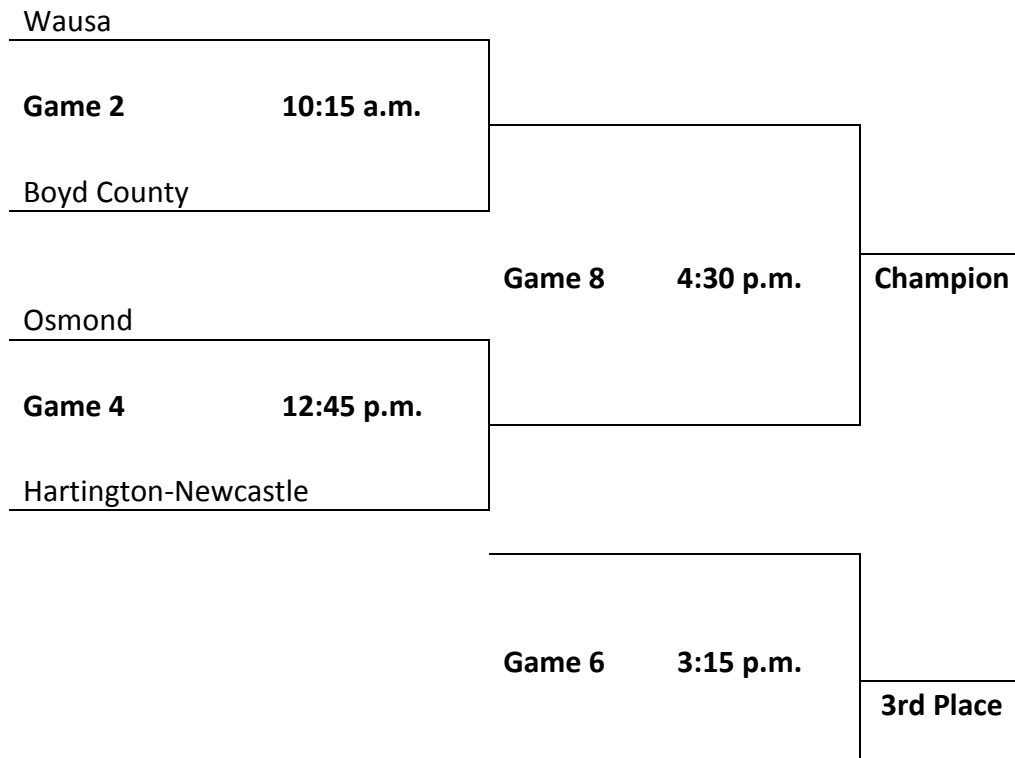 Wausa
Game 2 10:15 a.m.
Boyd County
Game 8 4:30 p.m. Champion
Osmond
Game 4 12:45 p.m.
Hartington-Newcastle
Game 6 3:15 p.m.
3rd Place